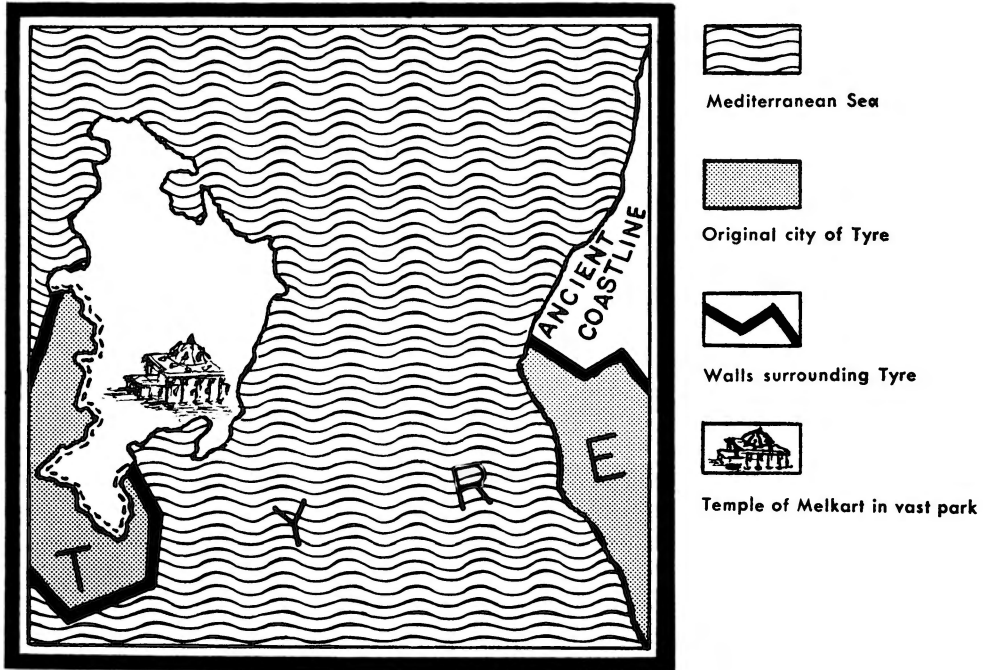 ANCIENT
COASTLINE
T Y R E
Mediterranean Sea
Original city of Tyre
Walls surrounding Tyre
Temple of Melkart in vast park